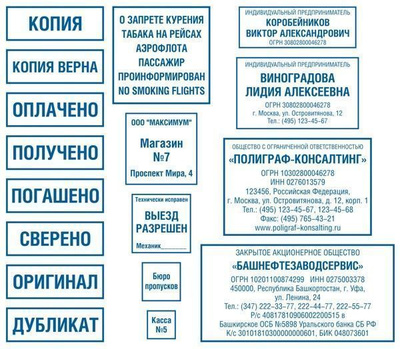 КОПИЯ
КОПИЯ ВЕРНА
ОПЛАЧЕНО
ПОЛУЧЕНО
ПОГАШЕНО
СВЕРЕНО
ОРИГИНАЛ
ДУБЛИКАТ
О ЗАПРЕТЕ КУРЕНИЯ
ТАБАКА НА РЕЙСАХ
АЭРОФЛОТА
ПАССАЖИР
ПРОИНФОРМИРОВАН
NO SMOKING FLIGHTS
ООО "МАКСИМУМ"
Магазин
№7
Проспект Мира, 4
Технически исправен
ВЫЕЗД
РАЗРЕШЕН
Механик
Бюро
пропусков
Касса
№5
ИНДИВИДУАЛЬНЫЙ ПРЕДПРИНИМАТЕЛЬ
КОРОБЕЙНИКОВ
ВИКТОР АЛЕКСАНДРОВИЧ
ОГРН 30802800046278
ИНДИВИДУАЛЬНЫЙ ПРЕДПРИНИМАТЕЛЬ
ВИНОГРАДОВА
ЛИДИЯ АЛЕКСЕЕВНА
ОГРН 30802800046278
г. Москва, ул. Островитянова, 12
Тел.: (495) 123-45-67
ОБЩЕСТВО С ОГРАНИЧЕННОЙ ОТВЕТСТВЕННОСТЬЮ
«ПОЛИГРАФ-КОНСАЛТИНГ»
ОГРН 10302800046278
ИНН 0276013579
123456, Российская Федерация,
г. Москва, ул. Островитянова, д. 12, корп. 1
Тел.: (495) 123-45-67, 123-45-68
Факс: (495) 765-43-21
www.poligraf-konsalting.ru
ЗАКРЫТОЕ АКЦИОНЕРНОЕ ОБЩЕСТВО
«БАШНЕФТЕЗАВОДСЕРВИС»
ОГРН 10201100874299 ИНН 0275003378
450000, Республика Башкортостан, г. Уфа,
ул. Ленина, 24
Тел.: (347) 222-33-77, 222-44-77, 222-55-77
Р/с 40817810906002200515 в
Башкирское ОСБ №5898 Уральского банка СБ РФ
К/с 30101810300000000601, БИК 048073601